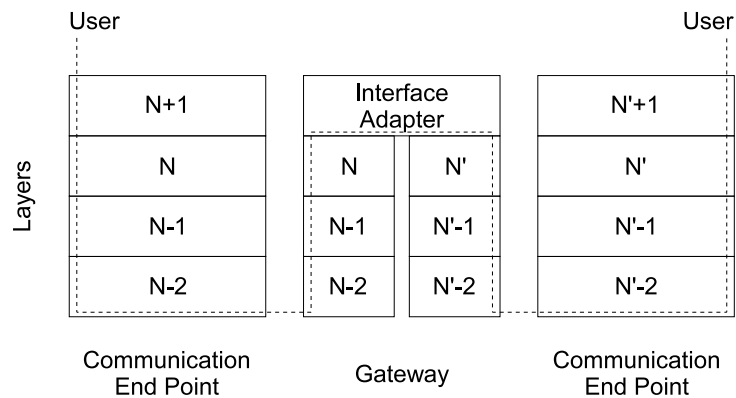 User
User
N+1
Interface
Adapter
N'+1
N
N
N'
N'
Layers
N-1
N-1
N'-1
N'-1
N-2
N-2
N'-2
N'-2
Communication
End Point
Gateway
Communication
End Point